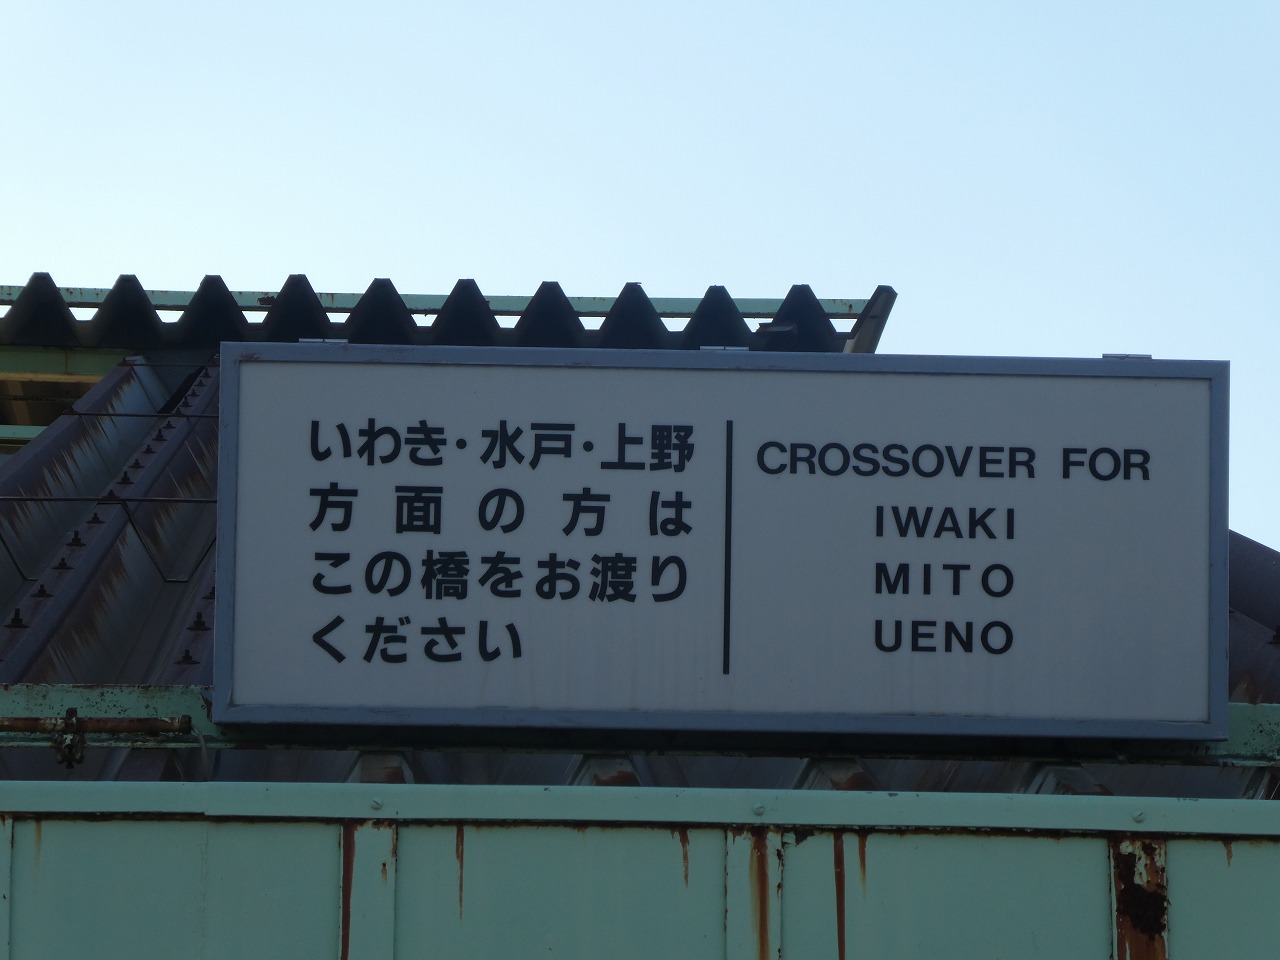 いわき・水戸・上野
方面の方は
この橋をお渡り
ください
CROSSOVER FOR
IWAKI
MITO
UENO